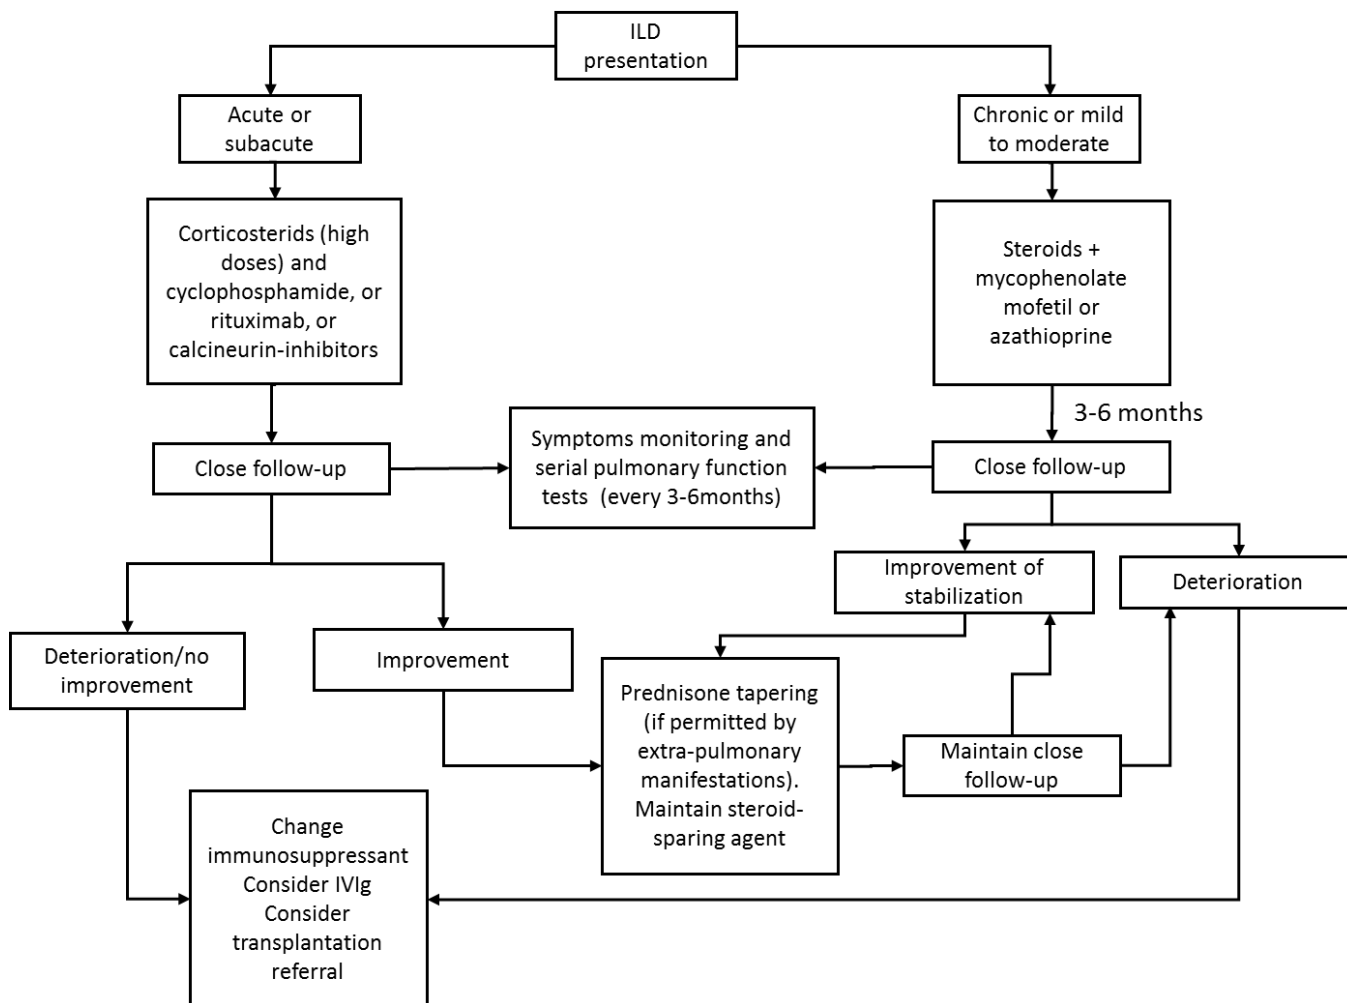 ILD
presentation
Acute or
subacute
Chronic or mild
to moderate
Corticosterids (high
doses) and
cyclophosphamide, or
rituximab, or
calcineurin-inhibitors
Steroids +
mycophenolate
mofetil or
azathioprine
3-6 months
Close follow-up
Symptoms monitoring and
serial pulmonary function
tests (every 3-6months)
Close follow-up
Improvement of
stabilization
Deterioration
Deterioration/no
improvement
Improvement
Prednisone tapering
(if permitted by
extra-pulmonary
manifestations).
Maintain steroid-
sparing agent
Maintain close
follow-up
Change
immunosuppressant
Consider IVIg
Consider
transplantation
referral